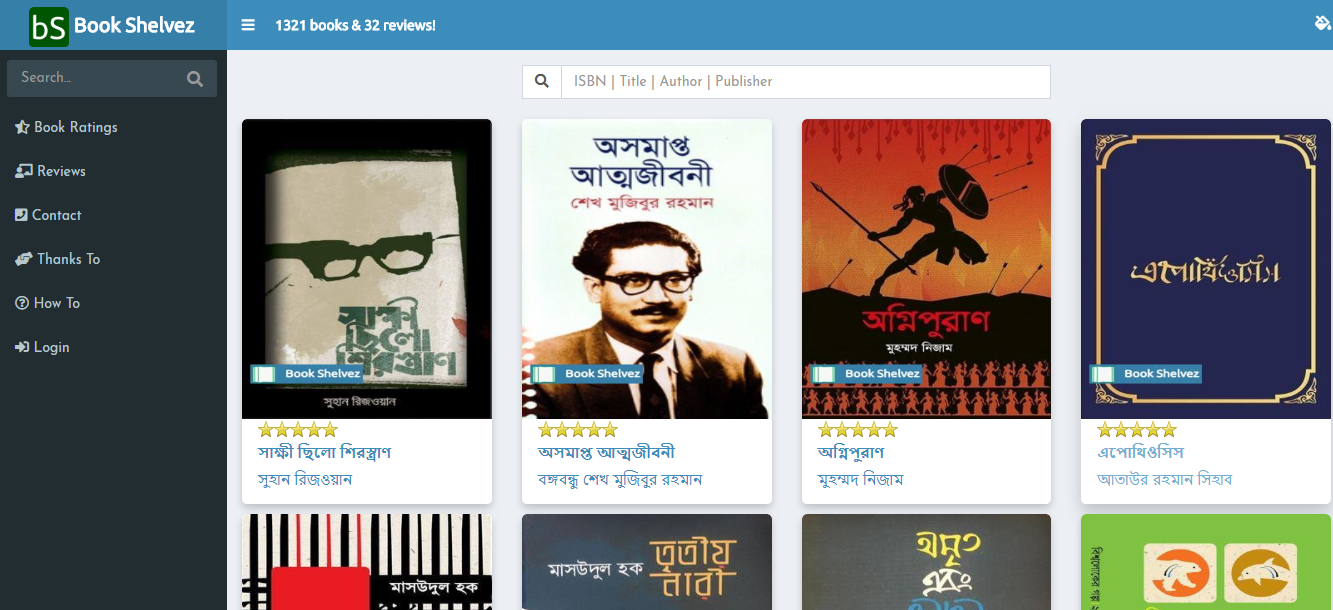 bS Book Shelvez
1321 books & 32 reviews!
Search...
Book Ratings
Reviews
Contact
Thanks To
How To
Login
ISBN | Title | Author | Publisher
সাক্ষী
ছিলো
শিরস্ত্রাণ
Book Shelvez
সুহান রিজওয়ান
সাক্ষী ছিলো শিরস্ত্রাণ
সুহান রিজওয়ান
অসমাপ্ত
আত্মজীবনী
শেখ মুজিবুর রহমান
Book Shelvez
অসমাপ্ত আত্মজীবনী
বঙ্গবন্ধু শেখ মুজিবুর রহমান
অগ্নিপুরাণ
মুহম্মদ নিজাম
Book Shelvez
অগ্নিপুরাণ
মুহম্মদ নিজাম
এপোথিওসিস
Book Shelvez
এপোথিওসিস
আতাউর রহমান সিহাব
মাসউদুল হক
মাসউদুল হক
তৃতীয়
নারী
অমৃত
এবং